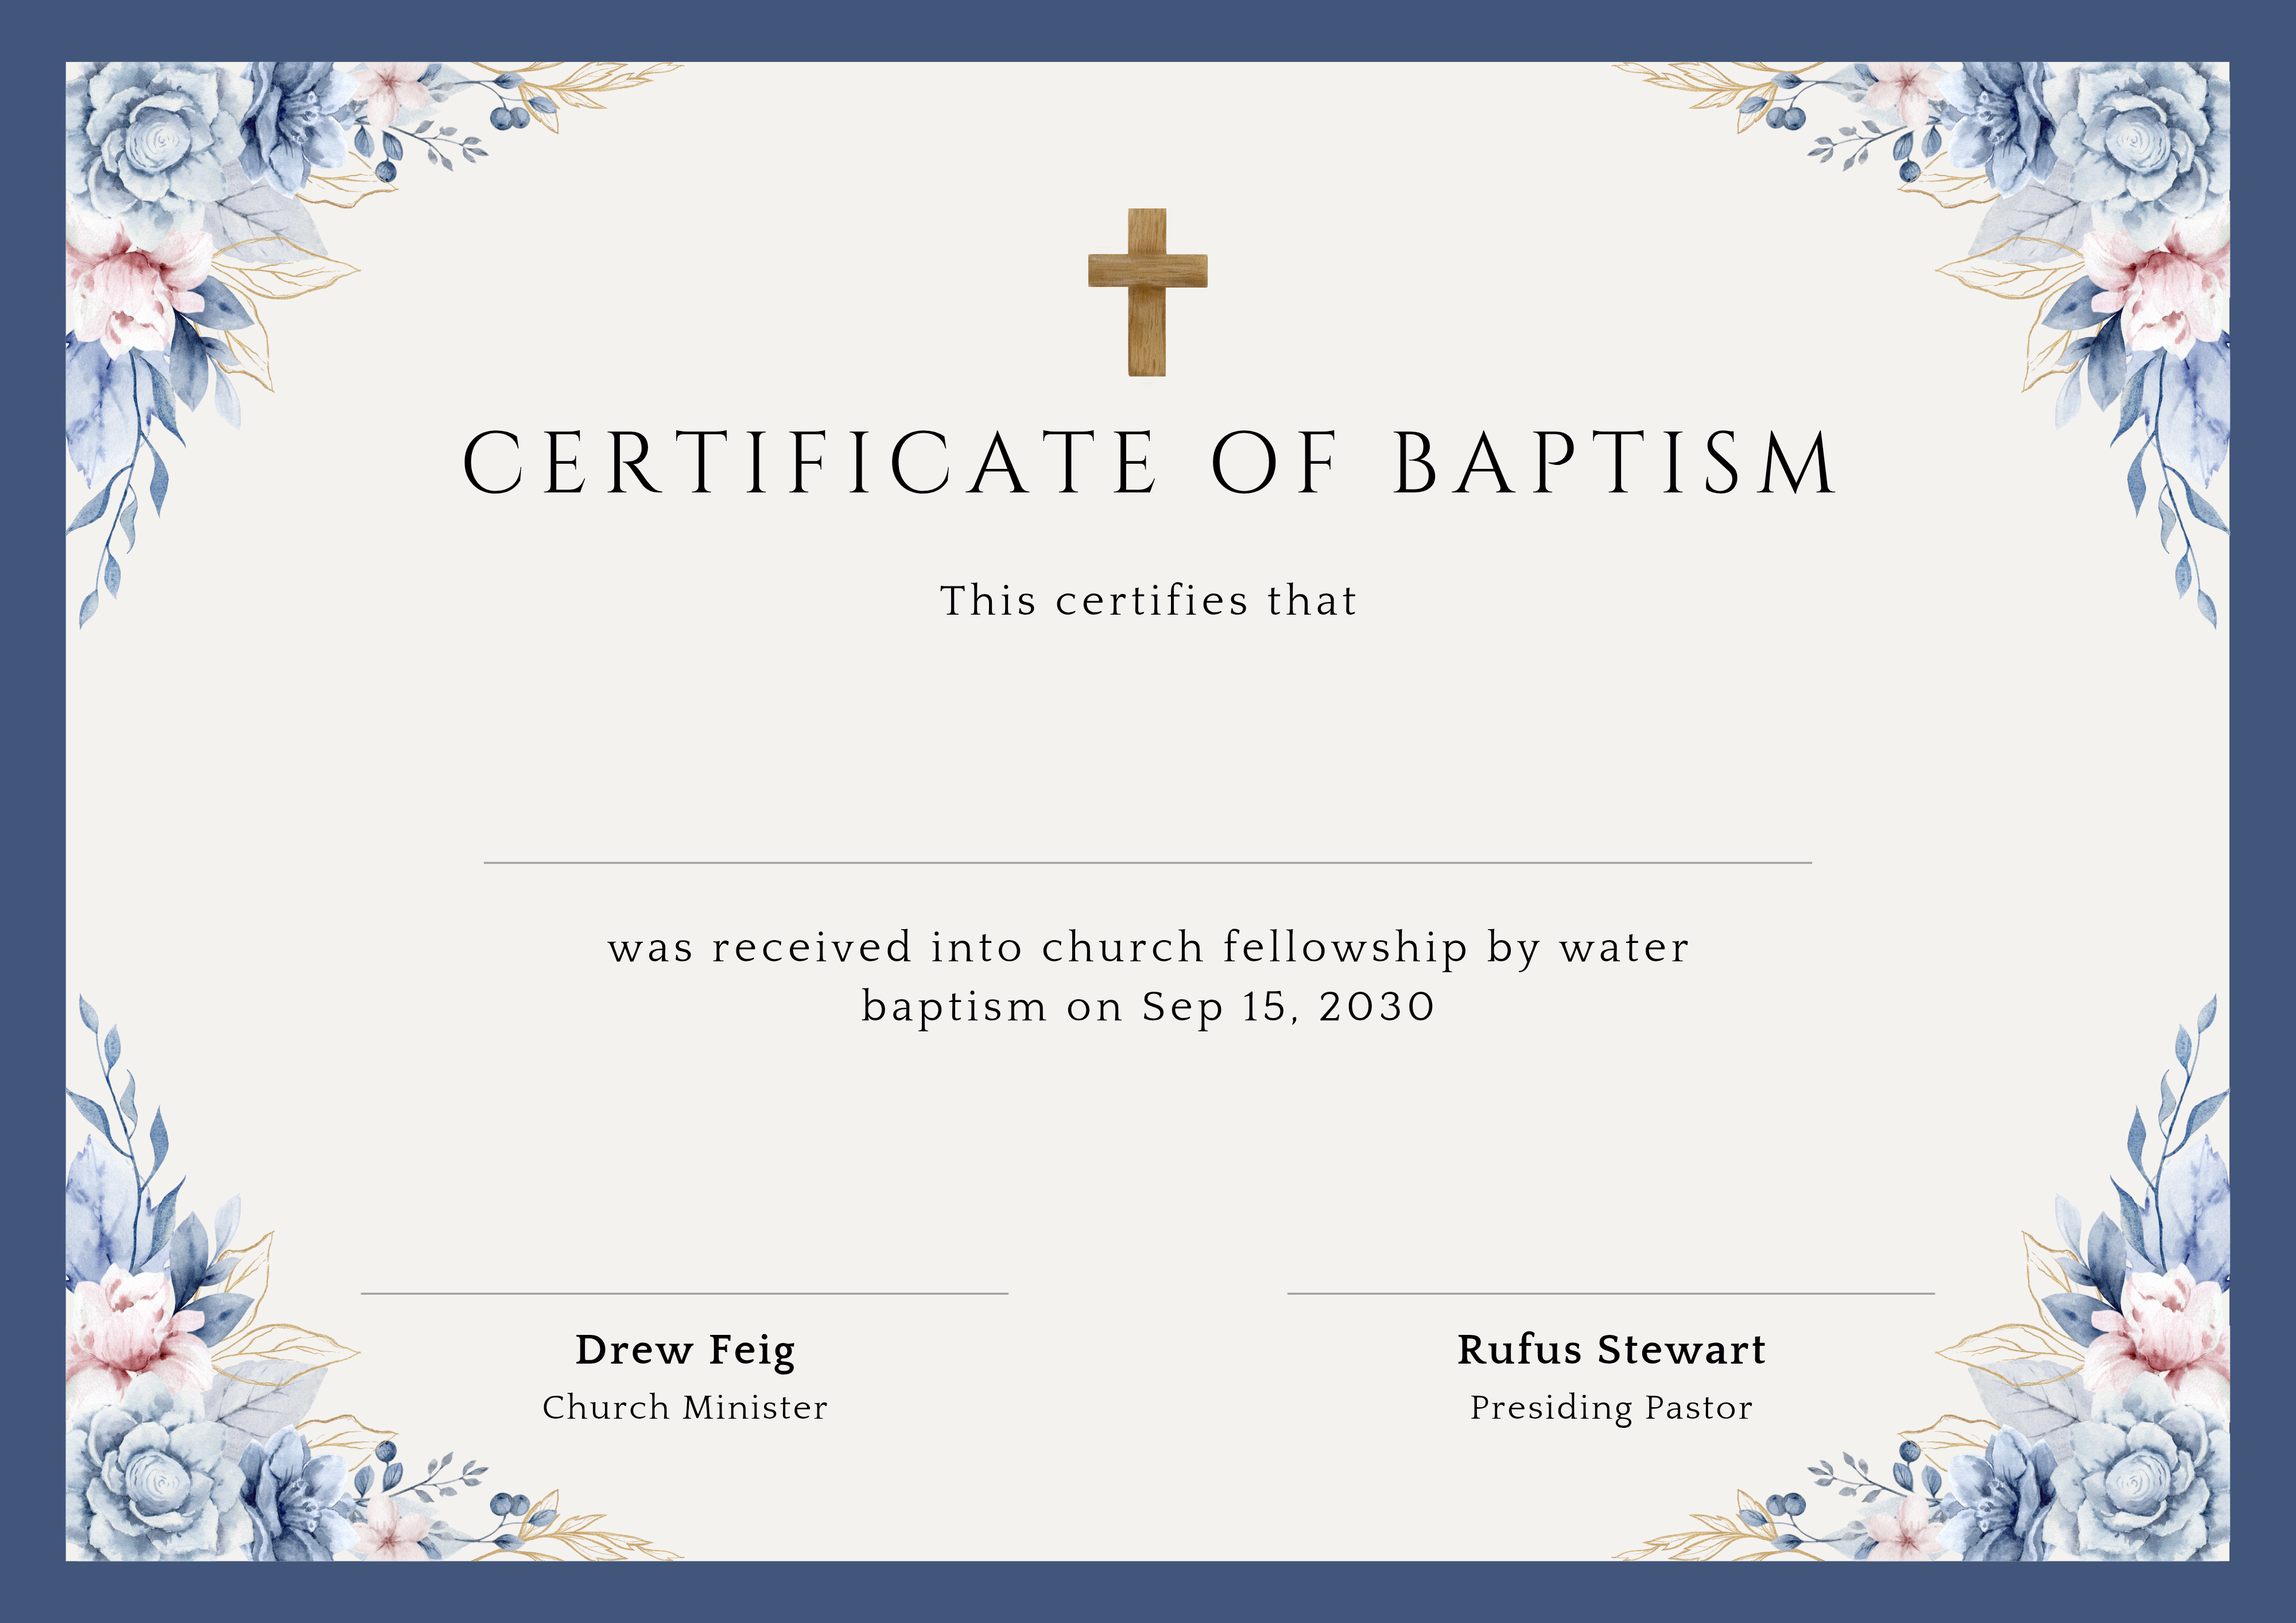 CERTIFICATE OF BAPTISM
This certifies that
was received into church fellowship by water
baptism on Sep 15, 2030
Drew Feig
Church Minister
Rufus Stewart
Presiding Pastor